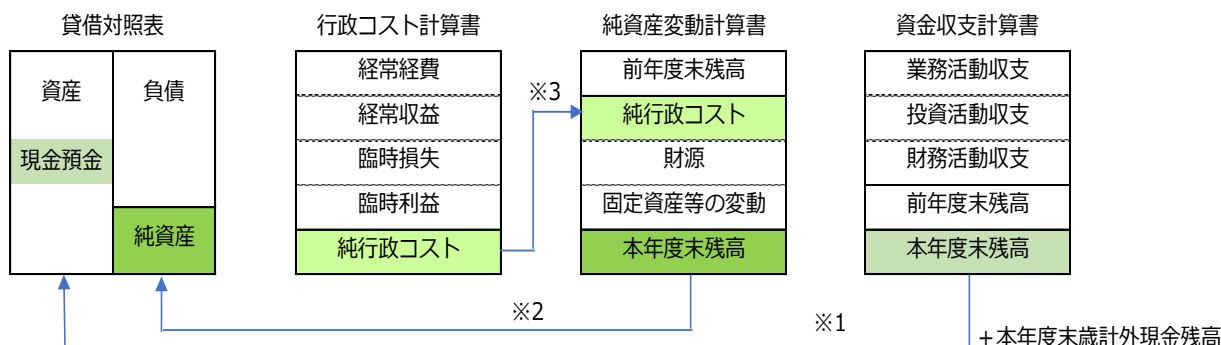 貸借対照表
資産
負債
現金預金
純資産
行政コスト計算書
経常経費
経常収益
臨時損失
臨時利益
純行政コスト
※3
純資産変動計算書
前年度末残高
純行政コスト
財源
固定資産等の変動
本年度末残高
資金収支計算書
業務活動収支
投資活動収支
財務活動収支
前年度末残高
本年度末残高
※2
※1
+本年度末歳計外現金残高